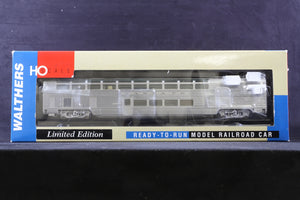 WALTHERS
HO
Limited Edition
READY-TO-RUN MODEL RAILROAD CAR